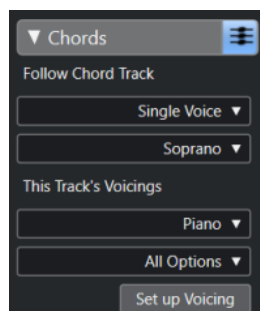 Chords
Follow Chord Track
Single Voice
Soprano
This Track's Voicings
Piano
All Options
Set up Voicing